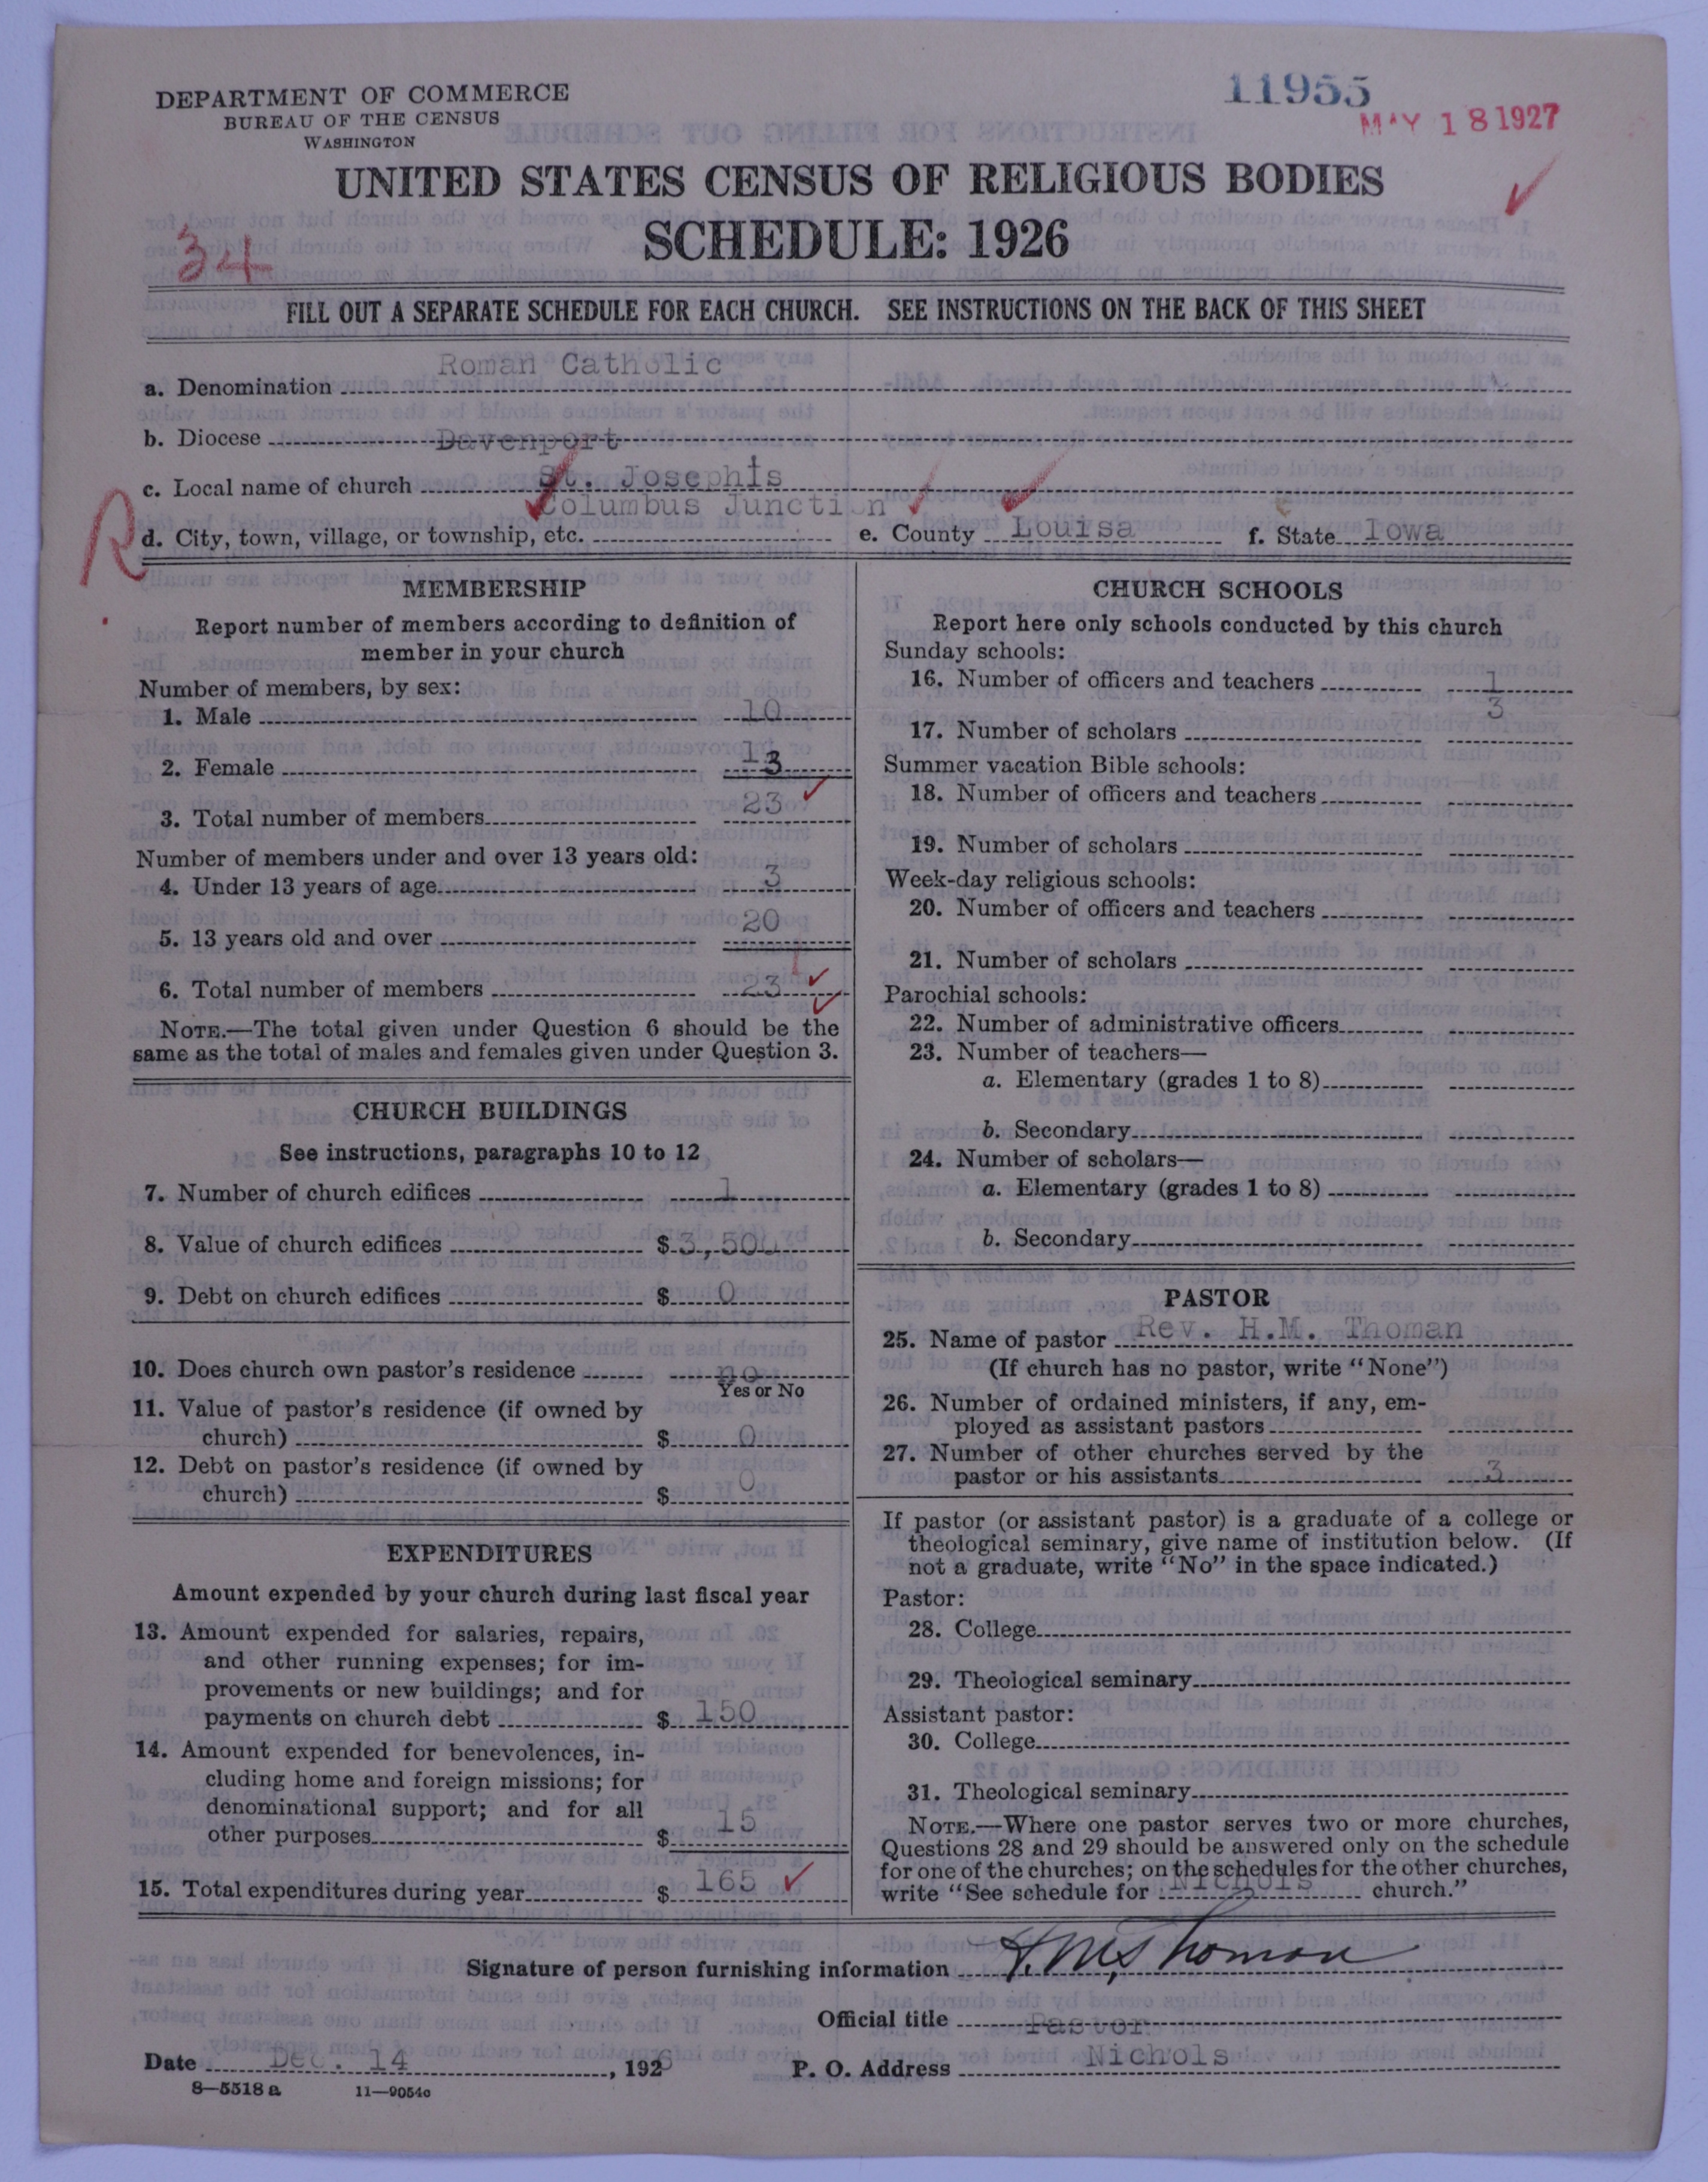 DEPARTMENT OF COMMERCE
BUREAU OF THE CENSUS
WASHINGTON
11955
MAY 18 1927
UNITED STATES CENSUS OF RELIGIOUS BODIES
SCHEDULE: 1926
34
FILL OUT A SEPARATE SCHEDULE FOR EACH CHURCH. SEE INSTRUCTIONS ON THE BACK OF THIS SHEET
a. Denomination Roman Catholic
b. Diocese Davenport
c. Local name of church St. Joseph's
R
d. City, town, village, or township, etc. Columbus Junction e. County Louisa f. State Iowa
MEMBERSHIP
Report number of members according to definition of
member in your church
Number of members, by sex:
1. Male 10
2. Female 13
3. Total number of members 23
Number of members under and over 13 years old:
4. Under 13 years of age 3
5. 13 years old and over 20
6. Total number of members 23
NOTE.—The total given under Question 6 should be the
same as the total of males and females given under Question 3.
CHURCH BUILDINGS
See instructions, paragraphs 10 to 12
7. Number of church edifices 1
8. Value of church edifices $ 3,500
9. Debt on church edifices $ 0
10. Does church own pastor's residence no
Yes or No
11. Value of pastor's residence (if owned by
church) $ 0
12. Debt on pastor's residence (if owned by
church) $ 0
EXPENDITURES
Amount expended by your church during last fiscal year
13. Amount expended for salaries, repairs,
and other running expenses; for im-
provements or new buildings; and for
payments on church debt $ 150
14. Amount expended for benevolences, in-
cluding home and foreign missions; for
denominational support; and for all
other purposes $ 15
15. Total expenditures during year $ 165
CHURCH SCHOOLS
Report here only schools conducted by this church
Sunday schools:
16. Number of officers and teachers 1
17. Number of scholars 3
Summer vacation Bible schools:
18. Number of officers and teachers
19. Number of scholars
Week-day religious schools:
20. Number of officers and teachers
21. Number of scholars
Parochial schools:
22. Number of administrative officers
23. Number of teachers—
a. Elementary (grades 1 to 8)
b. Secondary
24. Number of scholars—
a. Elementary (grades 1 to 8)
b. Secondary
PASTOR
25. Name of pastor Rev. H.M. Thoman
(If church has no pastor, write "None")
26. Number of ordained ministers, if any, em-
ployed as assistant pastors
27. Number of other churches served by the
pastor or his assistants 3
If pastor (or assistant pastor) is a graduate of a college or
theological seminary, give name of institution below. (If
not a graduate, write "No" in the space indicated.)
Pastor:
28. College
29. Theological seminary
Assistant pastor:
30. College
31. Theological seminary
NOTE.—Where one pastor serves two or more churches,
Questions 28 and 29 should be answered only on the schedule
for one of the churches; on the schedules for the other churches,
write "See schedule for Nichols church."
Signature of person furnishing information H.M. Thoman
Official title Pastor
Date Dec. 14, 1926 P. O. Address Nichols
8—5518 a 11—9054c